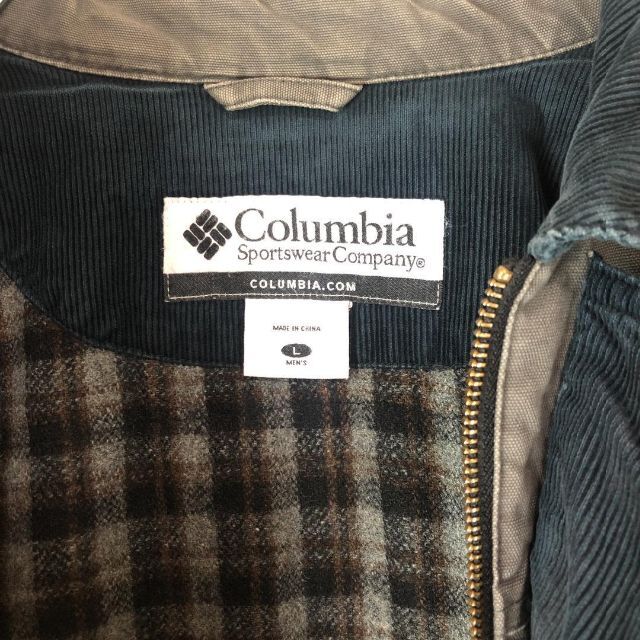 Columbia
Sportswear Company®
COLUMBIA.COM
MADE IN CHINA
L
MEN'S